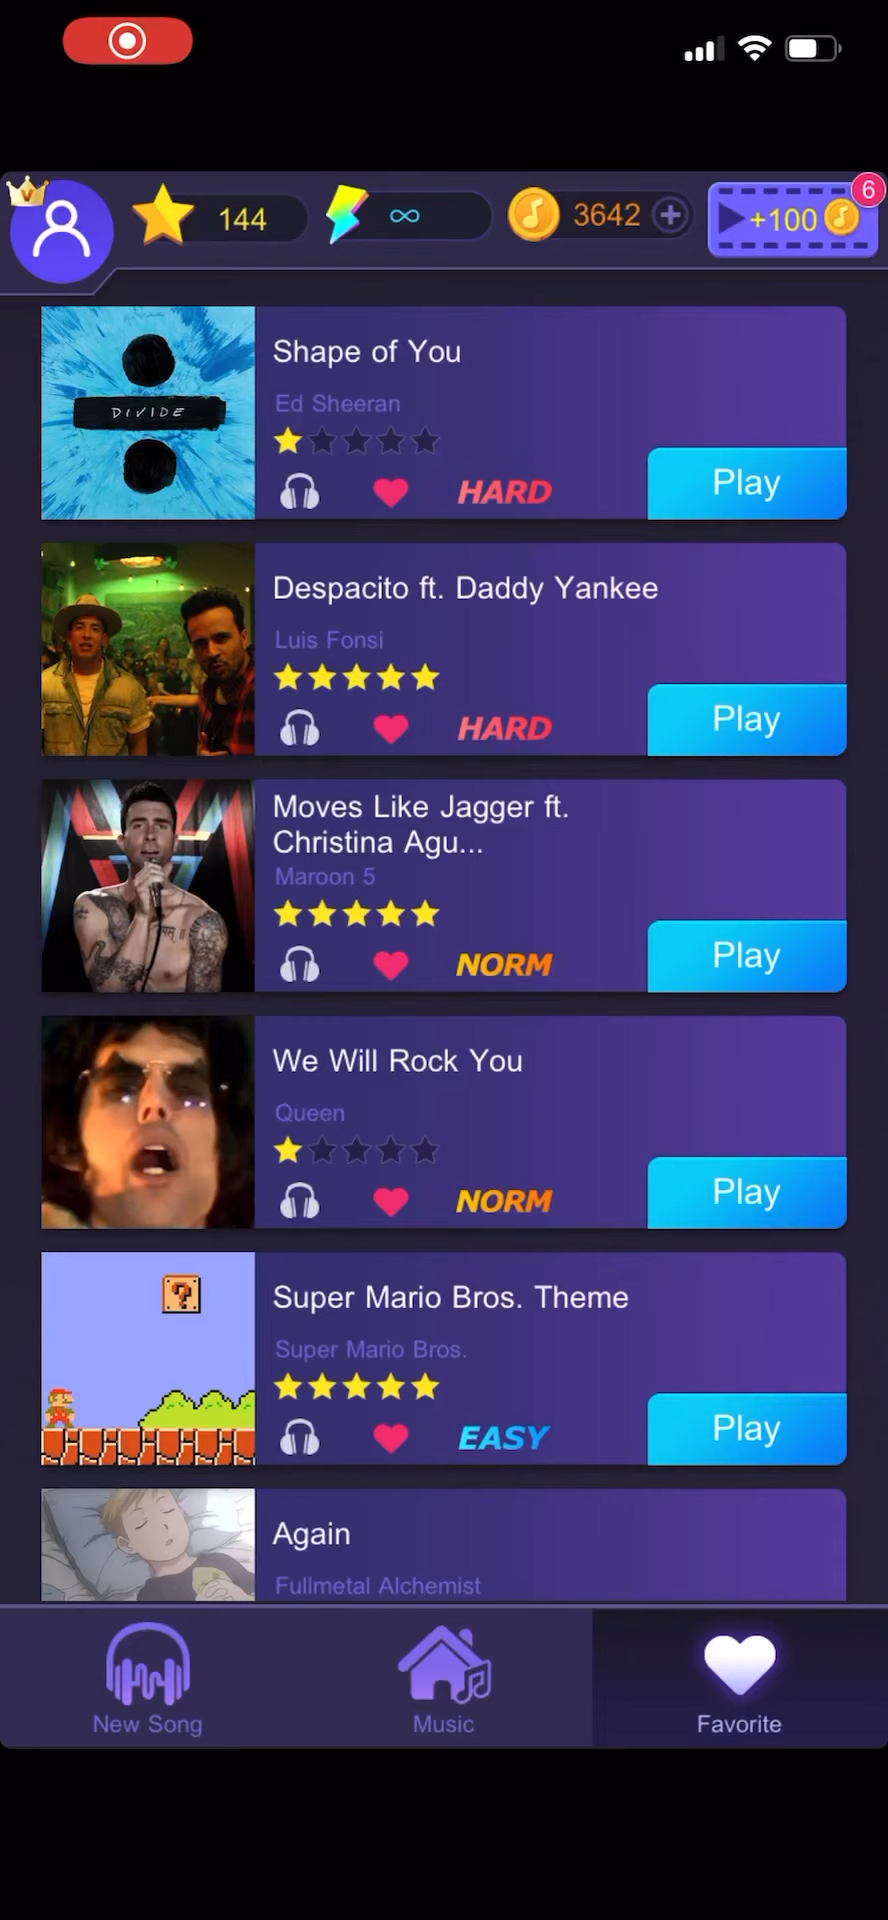 144
∞
3642
+100
6
Shape of You
DIVIDE
Ed Sheeran
HARD
Play
Despacito ft. Daddy Yankee
Luis Fonsi
HARD
Play
Moves Like Jagger ft.
Christina Agu...
Maroon 5
NORM
Play
We Will Rock You
Queen
NORM
Play
Super Mario Bros. Theme
?
Super Mario Bros.
EASY
Play
Again
Fullmetal Alchemist
New Song
Music
Favorite